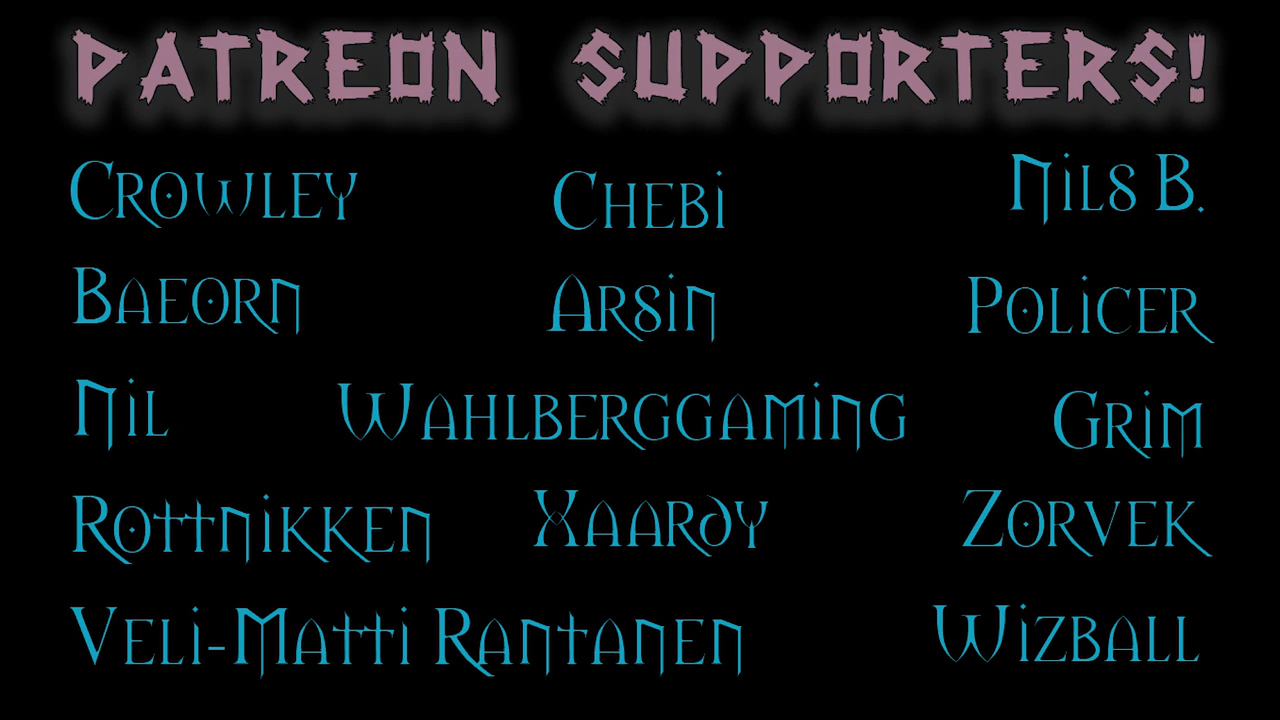 PATREON SUPPORTERS!
Crowley Chebi Nils B.
Baeorn Arsin Policer
Nil Wahlberggaming Grim
Rottnikken Xaardy Zorvek
Veli-Matti Rantanen Wizball